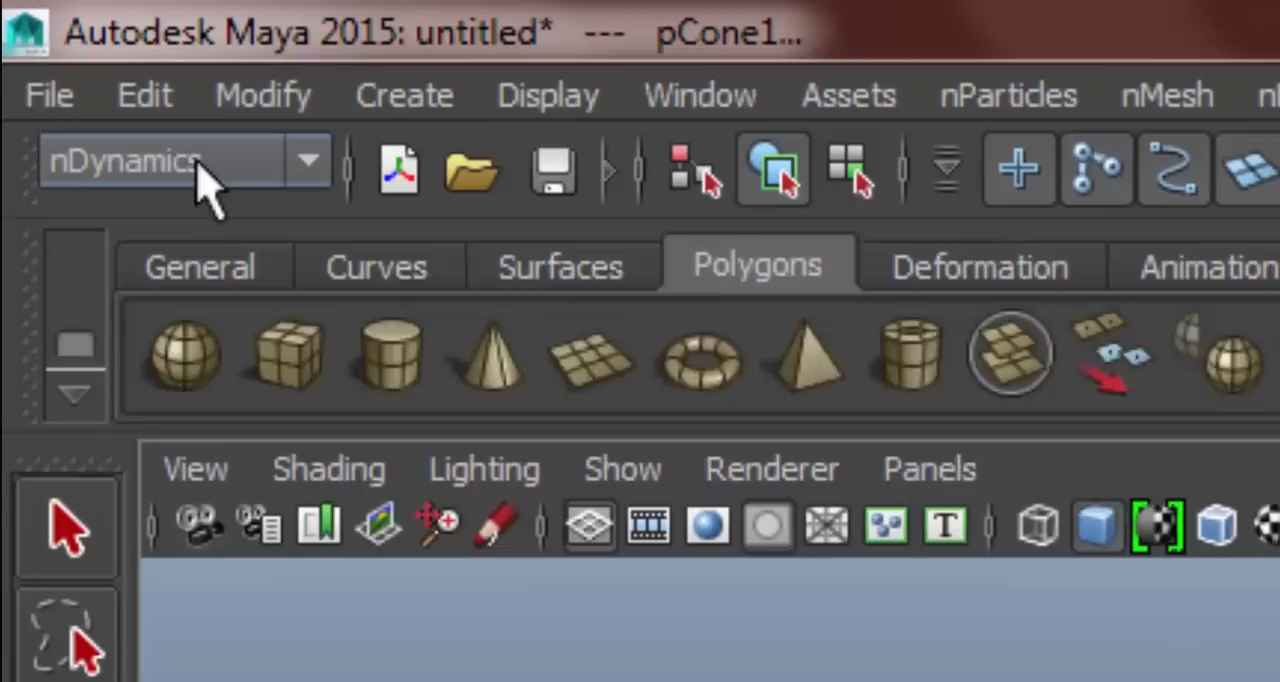 Autodesk Maya 2015: untitled* --- pCone1...
File Edit Modify Create Display Window Assets nParticles nMesh
nDynamics
General Curves Surfaces Polygons Deformation Animation
View Shading Lighting Show Renderer Panels
T